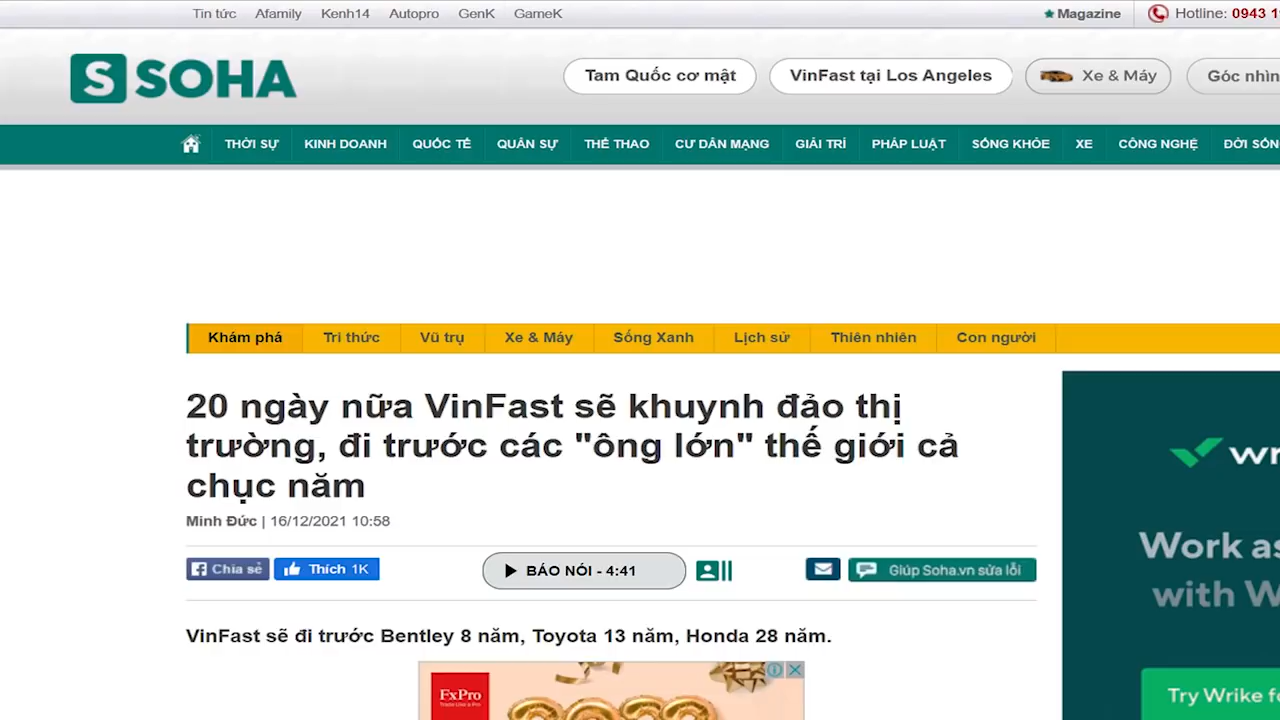 Tin tức Afamily Kenh14 Autopro GenK GameK ★ Magazine Hotline: 0943 1
S SOHA
Tam Quốc cơ mật VinFast tại Los Angeles Xe & Máy Góc nhìn
THỜI SỰ KINH DOANH QUỐC TẾ QUÂN SỰ THỂ THAO CƯ DÂN MẠNG GIẢI TRÍ PHÁP LUẬT SỐNG KHỎE XE CÔNG NGHỆ ĐỜI SỐN
Khám phá Tri thức Vũ trụ Xe & Máy Sống Xanh Lịch sử Thiên nhiên Con người
20 ngày nữa VinFast sẽ khuynh đảo thị
trường, đi trước các "ông lớn" thế giới cả
chục năm
Minh Đức | 16/12/2021 10:58
Chia sẻ Thích 1K BÁO NÓI - 4:41 Giúp Soha.vn sửa lỗi
VinFast sẽ đi trước Bentley 8 năm, Toyota 13 năm, Honda 28 năm.
FxPro
Trade Like a Pro
2022
wr
Work as
with W
Try Wrike fo